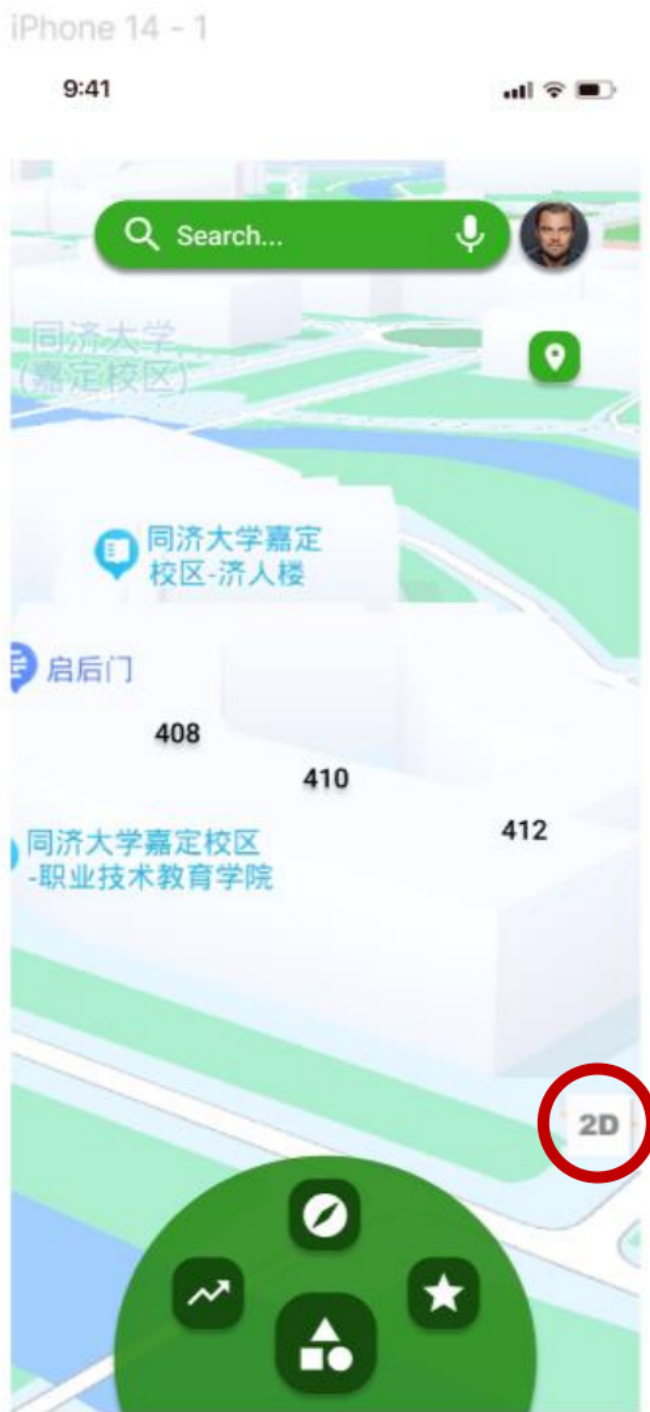 iPhone 14 - 1
9:41
Search...
同济大学
(嘉定校区)
同济大学嘉定
校区-济人楼
启后门
408
410
412
同济大学嘉定校区
-职业技术教育学院
2D